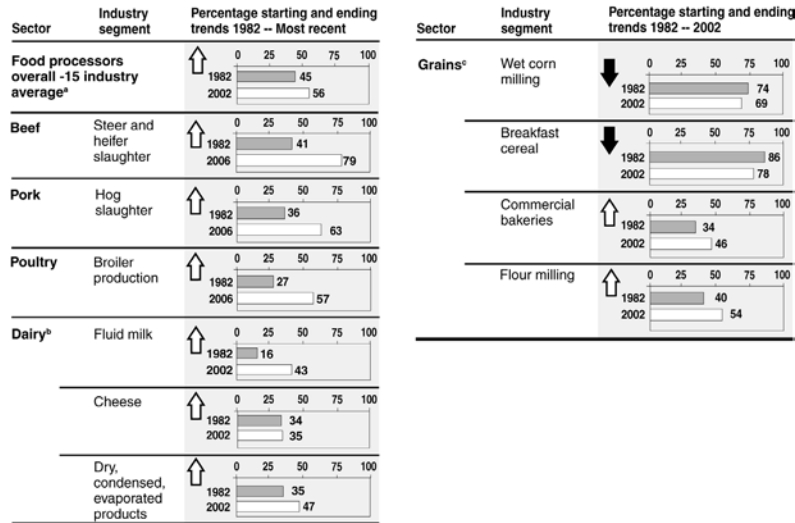 Sector Industry segment Percentage starting and ending trends 1982 -- Most recent
Food processors overall -15 industry averageª
0 25 50 75 100
1982 45
2002 56
Beef Steer and heifer slaughter
0 25 50 75 100
1982 41
2006 79
Pork Hog slaughter
0 25 50 75 100
1982 36
2006 63
Poultry Broiler production
0 25 50 75 100
1982 27
2006 57
Dairyᵇ Fluid milk
0 25 50 75 100
1982 16
2002 43
Cheese
0 25 50 75 100
1982 34
2002 35
Dry, condensed, evaporated products
0 25 50 75 100
1982 35
2002 47
Sector Industry segment Percentage starting and ending trends 1982 -- 2002
Grainsᶜ Wet corn milling
0 25 50 75 100
1982 74
2002 69
Breakfast cereal
0 25 50 75 100
1982 86
2002 78
Commercial bakeries
0 25 50 75 100
1982 34
2002 46
Flour milling
0 25 50 75 100
1982 40
2002 54